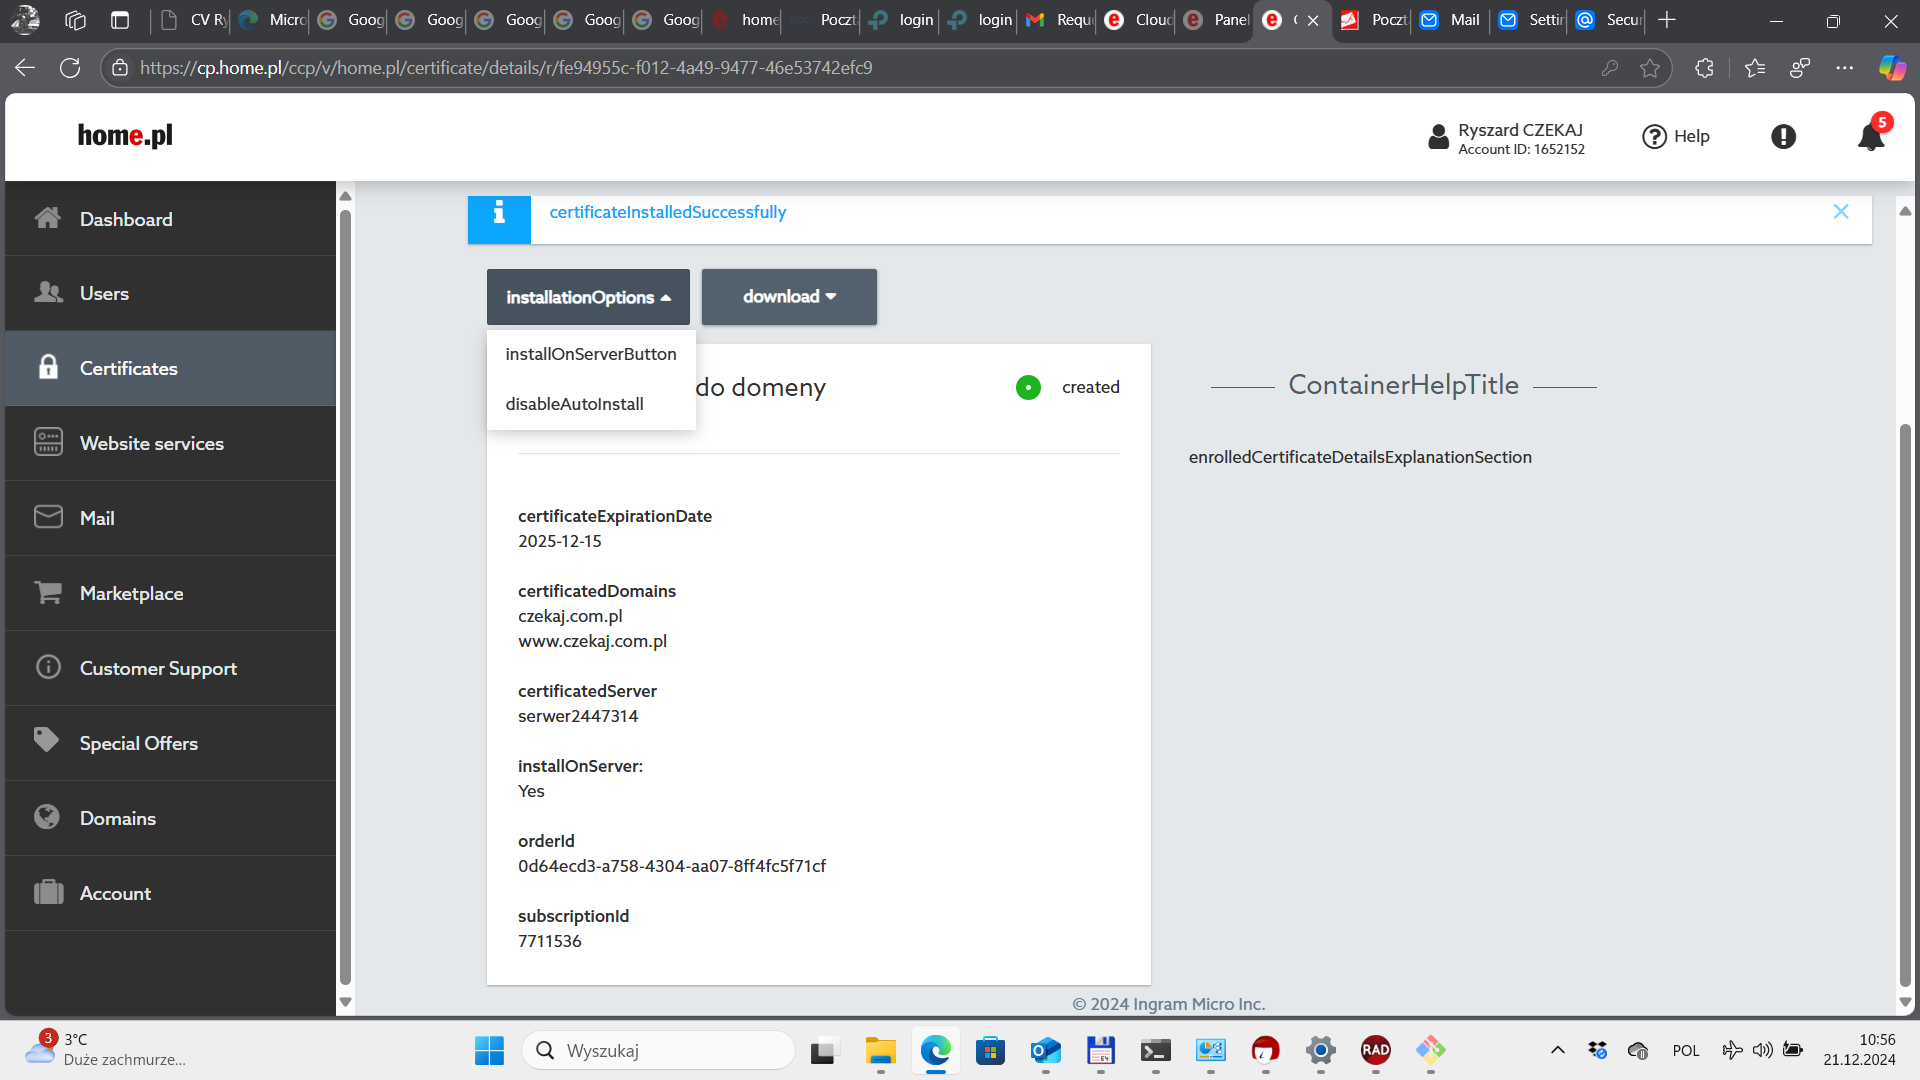 CV Ry
Micro
Goog
Goog
Goog
Goog
Goog
home
Poczt
login
login
Requ
Cloud
Panel
Poczt
Mail
Settin
Secur
https://cp.home.pl/ccp/v/home.pl/certificate/details/r/fe94955c-f012-4a49-9477-46e53742efc9
home.pl
Ryszard CZEKAJ
Account ID: 1652152
Help
5
Dashboard
Users
Certificates
Website services
Mail
Marketplace
Customer Support
Special Offers
Domains
Account
certificateInstalledSuccessfully
installationOptions
download
installOnServerButton
disableAutoInstall
do domeny
created
certificateExpirationDate
2025-12-15
certificatedDomains
czekaj.com.pl
www.czekaj.com.pl
certificatedServer
serwer2447314
installOnServer:
Yes
orderId
0d64ecd3-a758-4304-aa07-8ff4fc5f71cf
subscriptionId
7711536
ContainerHelpTitle
enrolledCertificateDetailsExplanationSection
© 2024 Ingram Micro Inc.
3
3°C
Duże zachmurze...
Wyszukaj
64
RAD
POL
10:56
21.12.2024